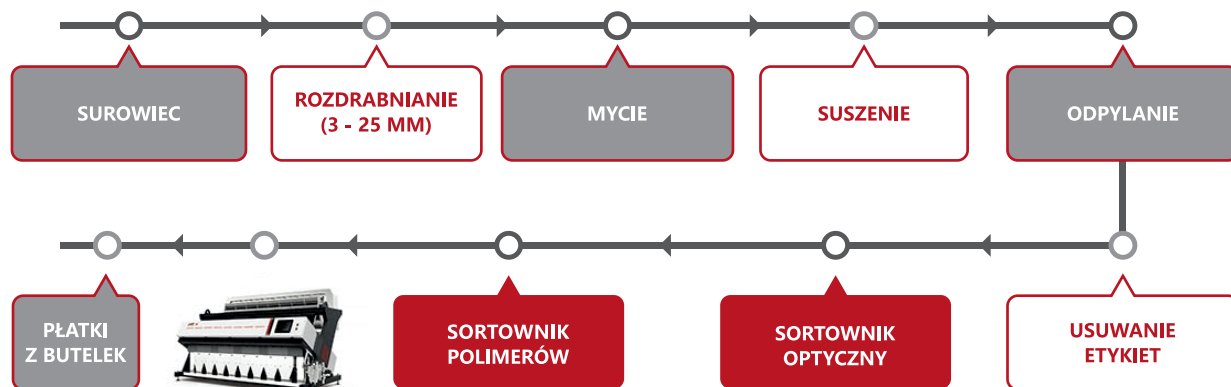 SUROWIEC
ROZDRABNIANIE
(3 - 25 MM)
MYCIE
SUSZENIE
ODPYLANIE
USUWANIE
ETYKIET
SORTOWNIK
OPTYCZNY
SORTOWNIK
POLIMERÓW
PŁATKI
Z BUTELEK